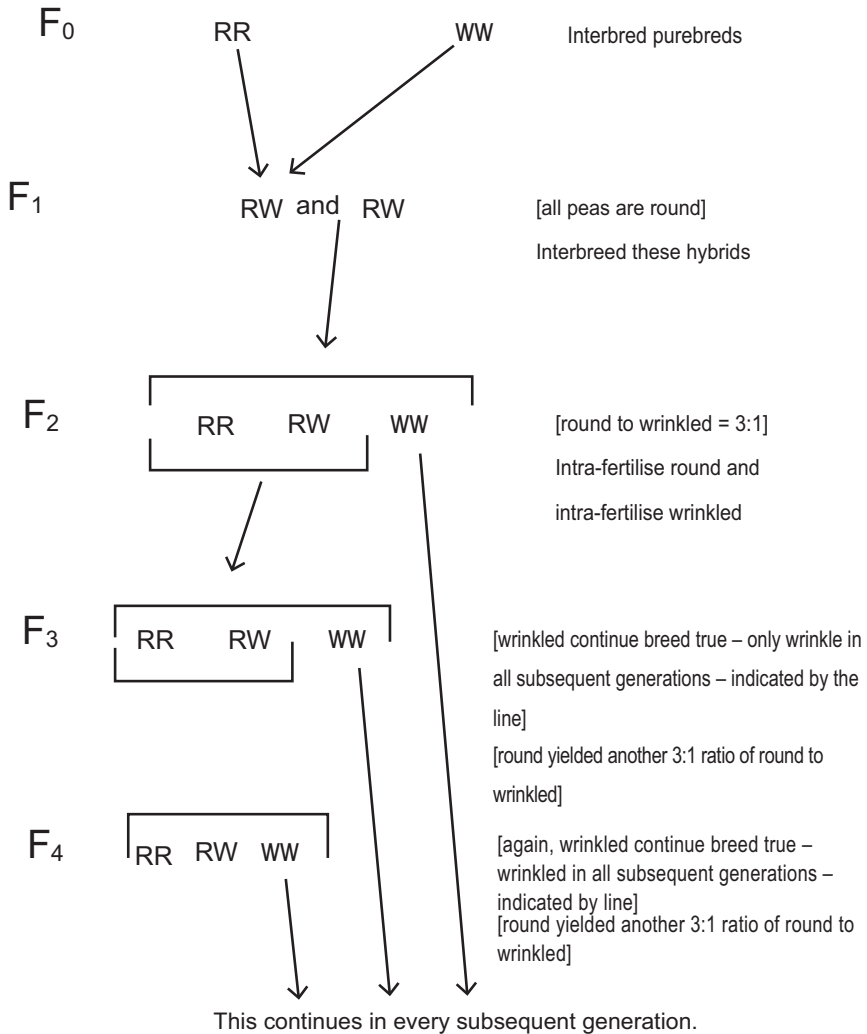 F0 RR WW Interbred purebreds
F1 RW and RW [all peas are round]
Interbreed these hybrids
F2 RR RW WW [round to wrinkled = 3:1]
Intra-fertilise round and
intra-fertilise wrinkled
F3 RR RW WW [wrinkled continue breed true – only wrinkle in
all subsequent generations – indicated by the
line]
[round yielded another 3:1 ratio of round to
wrinkled]
F4 RR RW WW [again, wrinkled continue breed true –
wrinkled in all subsequent generations –
indicated by line]
[round yielded another 3:1 ratio of round to
wrinkled]
This continues in every subsequent generation.